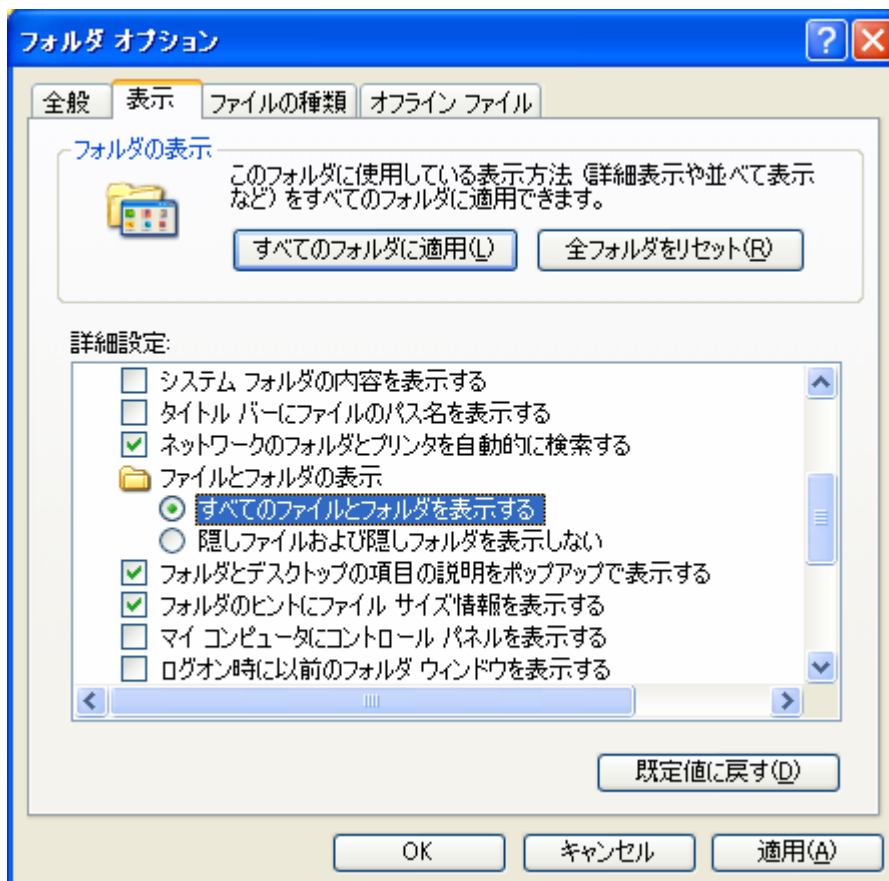 フォルダ オプション
全般
表示
ファイルの種類
オフライン ファイル
フォルダの表示
このフォルダに使用している表示方法 (詳細表示や並べて表示
など) をすべてのフォルダに適用できます。
すべてのフォルダに適用(L)
全フォルダをリセット(R)
詳細設定:
システム フォルダの内容を表示する
タイトル バーにファイルのパス名を表示する
ネットワークのフォルダとプリンタを自動的に検索する
ファイルとフォルダの表示
すべてのファイルとフォルダを表示する
隠しファイルおよび隠しフォルダを表示しない
フォルダとデスクトップの項目の説明をポップアップで表示する
フォルダのヒントにファイル サイズ情報を表示する
マイ コンピュータにコントロール パネルを表示する
ログオン時に以前のフォルダ ウィンドウを表示する
既定値に戻す(D)
OK
キャンセル
適用(A)